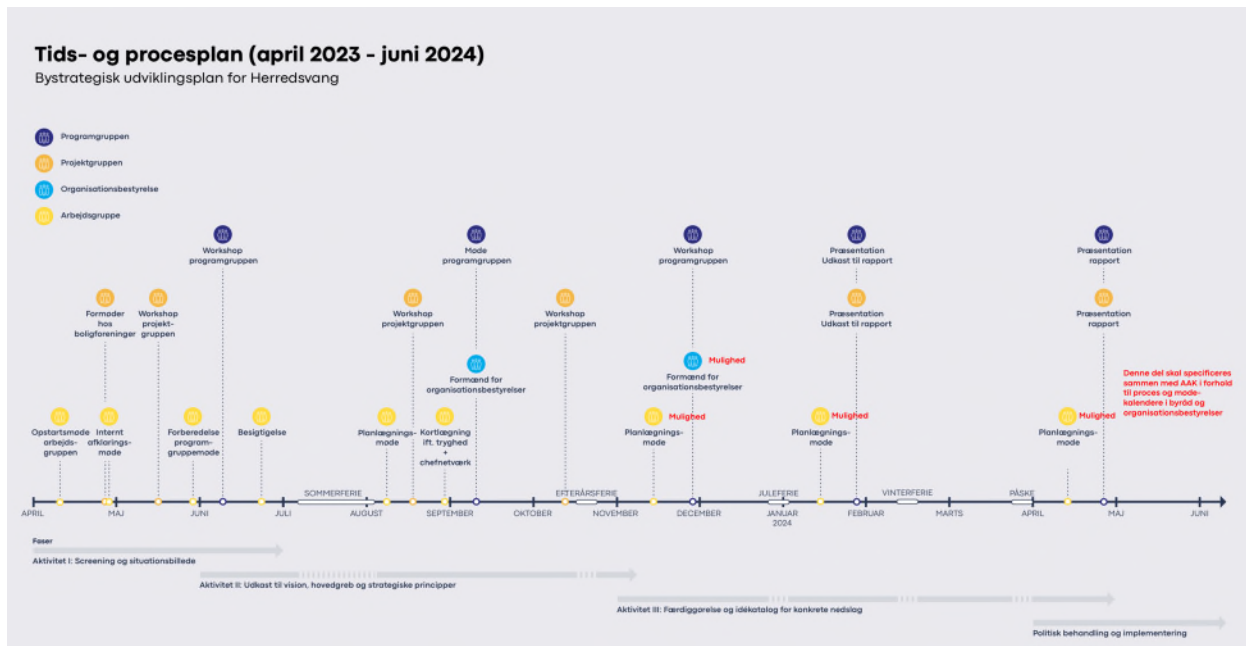 Tids- og procesplan (april 2023 - juni 2024)
Bystrategisk udviklingsplan for Herredsvang
Programgruppen
Projektgruppen
Organisationsbestyrelse
Arbejdsgruppe
Workshop
programgruppen
Møde
programgruppen
Workshop
programgruppen
Præsentation
Udkast til rapport
Præsentation
rapport
Formøder
hos
boligforeninger
Workshop
projekt-
gruppen
Workshop
projektgruppen
Workshop
projektgruppen
Præsentation
Udkast til rapport
Præsentation
rapport
Formænd for
organisationsbestyrelser
Mulighed
Formænd for
organisationsbestyrelser
Denne del skal specificeres
sammen med AAK i forhold
til proces og møde-
kalendere i byråd og
organisationsbestyrelser
Opstartsmøde
arbejds-
gruppen
Internt
afklarings-
møde
Forberedelse
program-
gruppemøde
Besigtigelse
Planlægnings-
møde
Kortlægning
ift. tryghed
+
chefnetværk
Mulighed
Planlægnings-
møde
Mulighed
Planlægnings-
møde
Mulighed
Planlægnings-
møde
SOMMERFERIE
EFTERÅRSFERIE
JULEFERIE
VINTERFERIE
PÅSKE
APRIL
MAJ
JUNI
JULI
AUGUST
SEPTEMBER
OKTOBER
NOVEMBER
DECEMBER
JANUAR
2024
FEBRUAR
MARTS
APRIL
MAJ
JUNI
Faser
Aktivitet I: Screening og situationsbillede
Aktivitet II: Udkast til vision, hovedgreb og strategiske principper
Aktivitet III: Færdiggørelse og idékatalog for konkrete nedslag
Politisk behandling og implementering